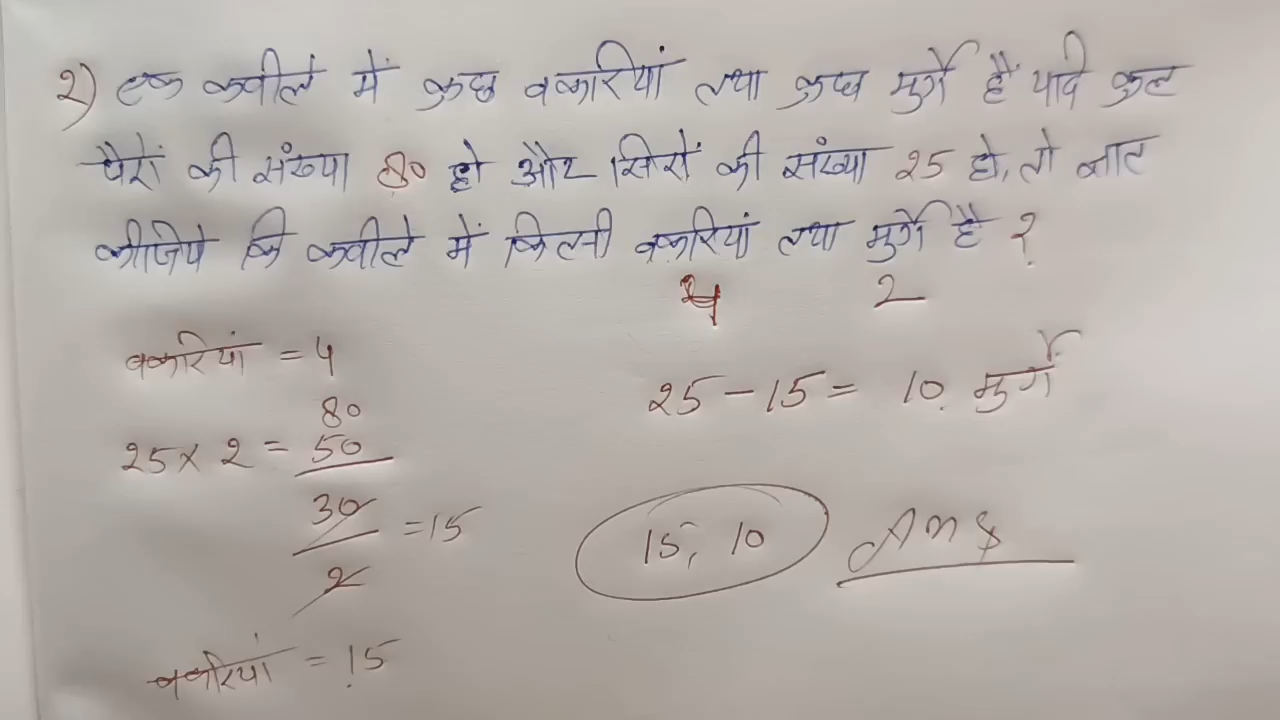 2) एक कबीले में कुछ बकरियां तथा कुछ मुर्गे हैं यदि कुल
पैरों की संख्या 80 हो और सिरों की संख्या 25 हो, तो ज्ञात
कीजिये कि कबीले में कितनी बकरियां तथा मुर्गे है ?
4 2
बकरियां = 4
80
25 × 2 = 50
30
2
= 15
बकरियां = 15
25 - 15 = 10 मुर्गे
15, 10 Ans